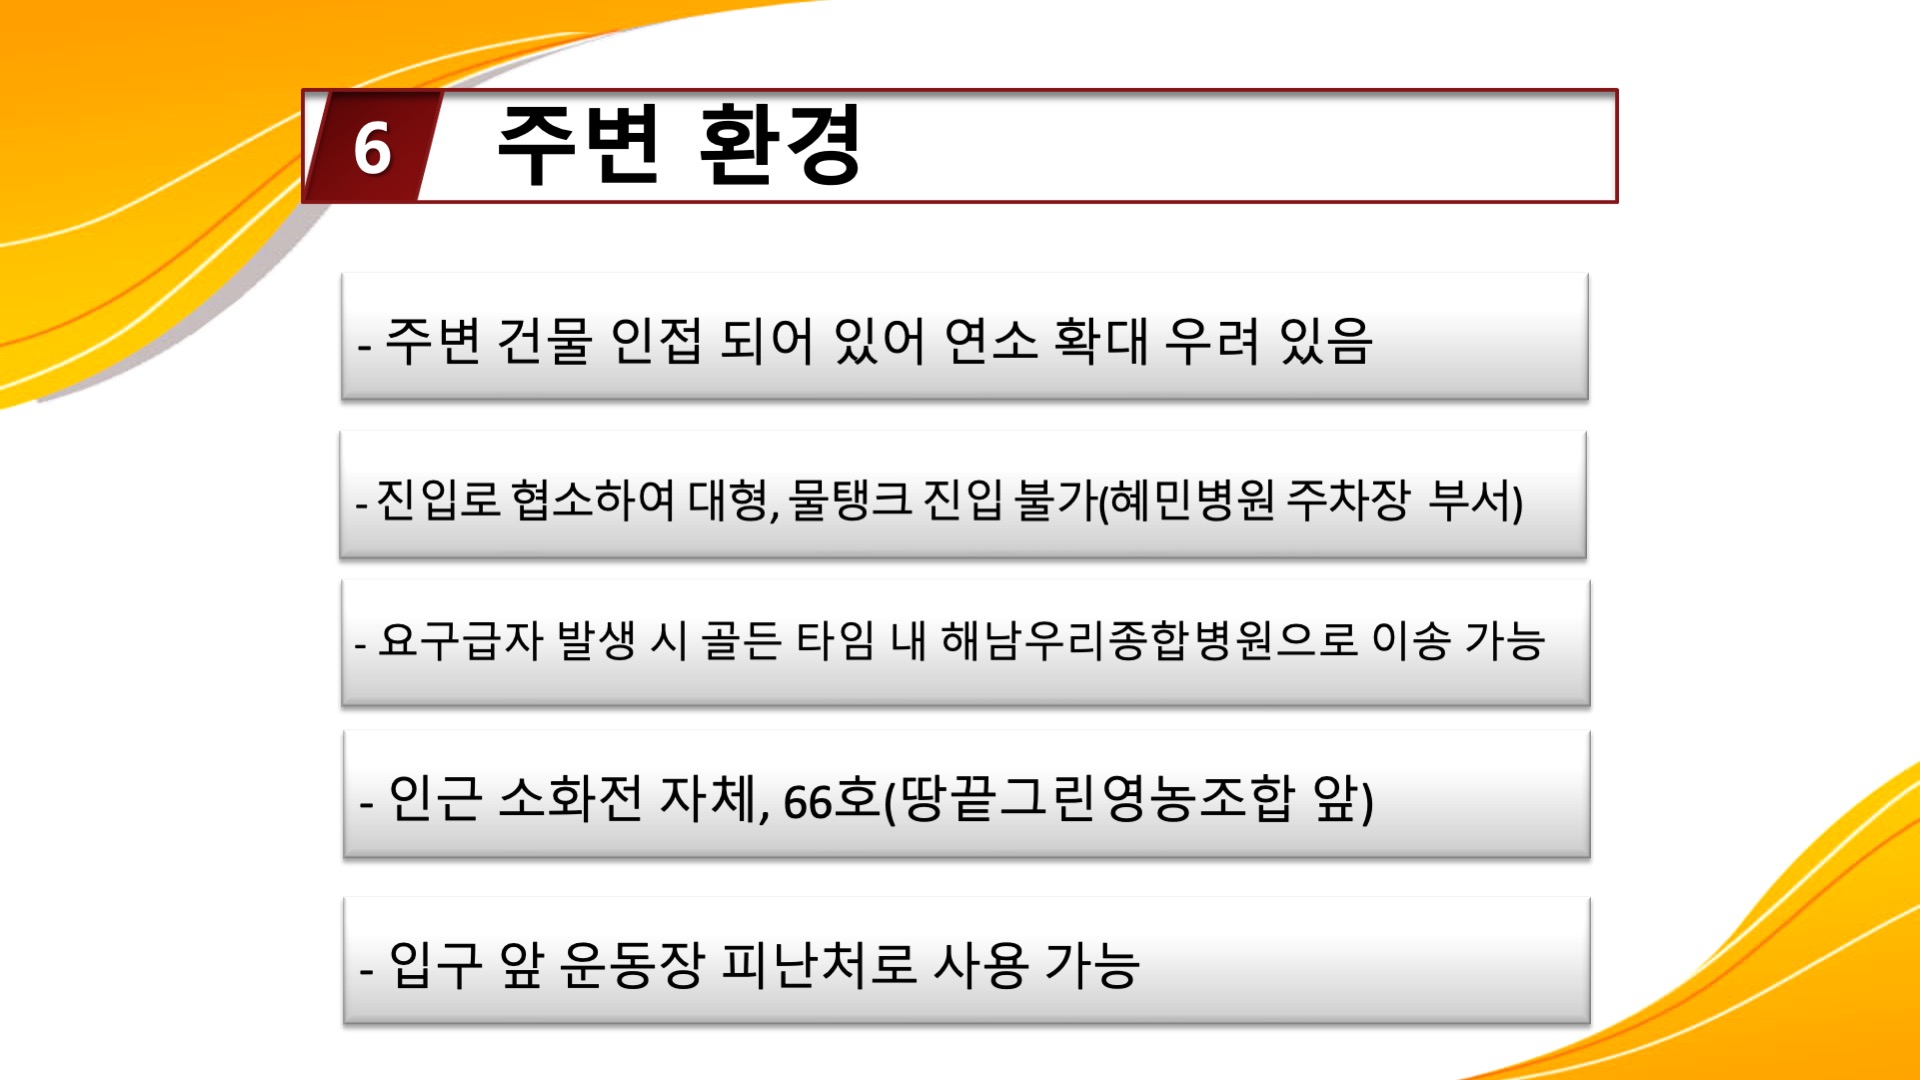 6 주변 환경
- 주변 건물 인접 되어 있어 연소 확대 우려 있음
- 진입로 협소하여 대형, 물탱크 진입 불가(혜민병원 주차장 부서)
- 요구급자 발생 시 골든 타임 내 해남우리종합병원으로 이송 가능
- 인근 소화전 자체, 66호(땅끝그린영농조합 앞)
- 입구 앞 운동장 피난처로 사용 가능